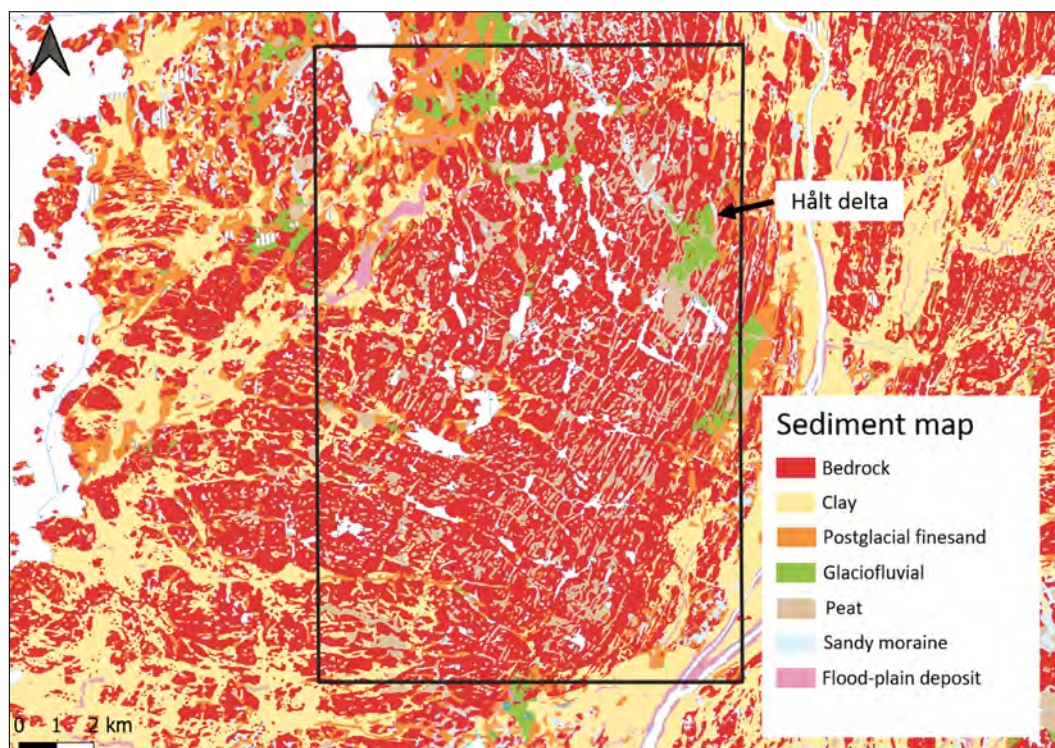 Hålt delta
Sediment map
Bedrock
Clay
Postglacial finesand
Glaciofluvial
Peat
Sandy moraine
Flood-plain deposit
0 1 2 km